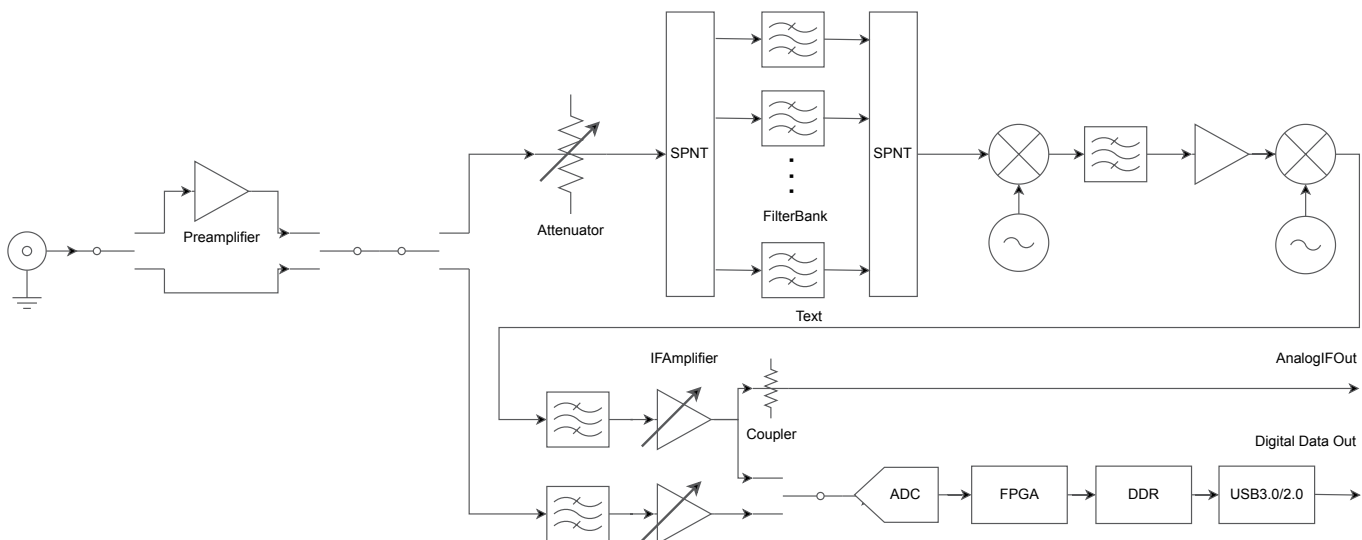 SPNT
SPNT
Preamplifier
Attenuator
FilterBank
Text
IFAmplifier
AnalogIFOut
Coupler
Digital Data Out
ADC
FPGA
DDR
USB3.0/2.0